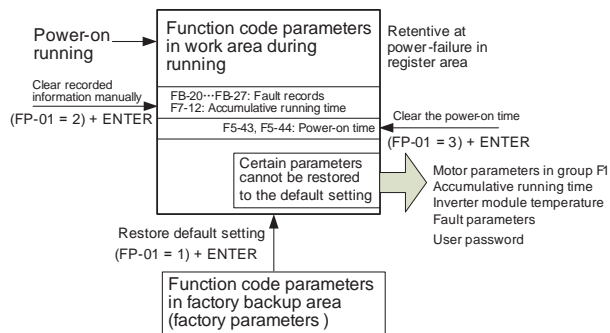 Power-on
running
Function code parameters
in work area during
running
Retentive at
power-failure in
register area
Clear recorded
information manually
(FP-01 = 2) + ENTER
FB-20···FB-27: Fault records
F7-12: Accumulative running time
F5-43, F5-44: Power-on time
Clear the power-on time
(FP-01 = 3) + ENTER
Certain parameters
cannot be restored
to the default setting
Motor parameters in group F1
Accumulative running time
Inverter module temperature
Fault parameters
User password
Restore default setting
(FP-01 = 1) + ENTER
Function code parameters
in factory backup area
(factory parameters )